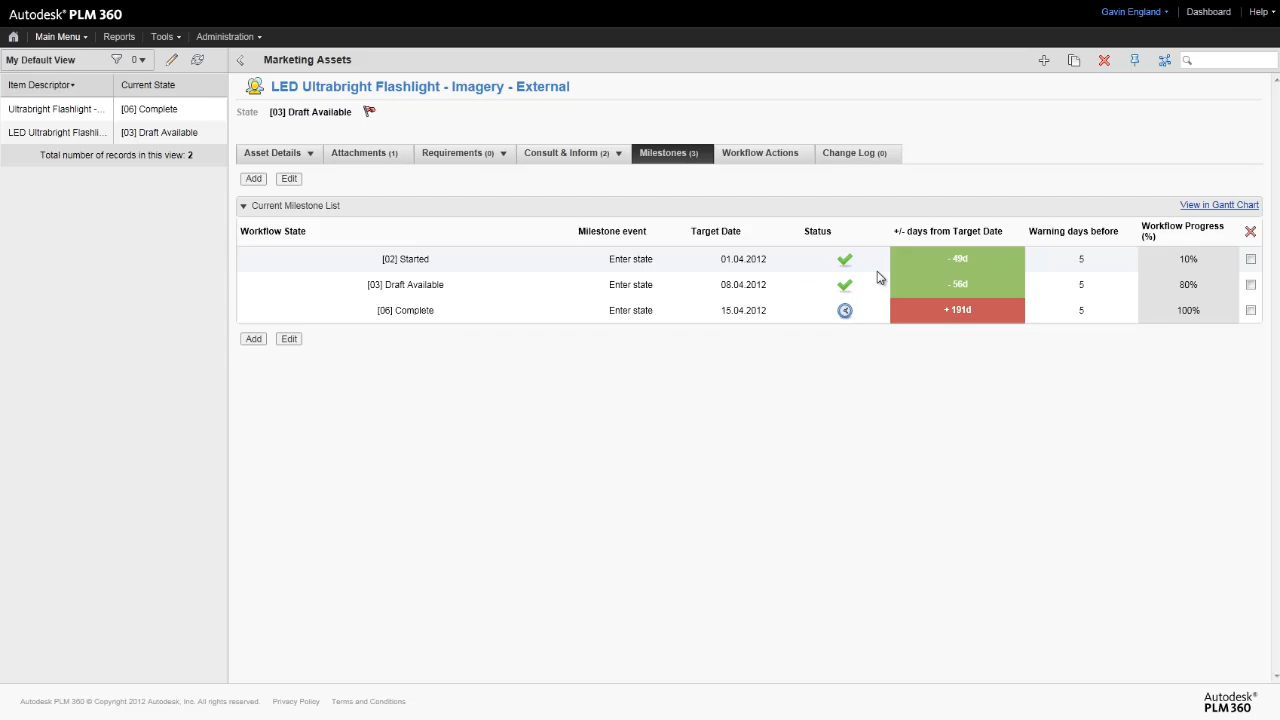 Autodesk® PLM 360
Gavin England Dashboard Help
Main Menu Reports Tools Administration
My Default View 0
Marketing Assets
Item Descriptor Current State
Ultrabright Flashlight -... [06] Complete
LED Ultrabright Flashli... [03] Draft Available
Total number of records in this view: 2
LED Ultrabright Flashlight - Imagery - External
State [03] Draft Available
Asset Details Attachments (1) Requirements (0) Consult & Inform (2) Milestones (3) Workflow Actions Change Log (0)
Add Edit
Current Milestone List View in Gantt Chart
Workflow State Milestone event Target Date Status +/- days from Target Date Warning days before Workflow Progress (%)
[02] Started Enter state 01.04.2012 - 49d 5 10%
[03] Draft Available Enter state 08.04.2012 - 56d 5 80%
[06] Complete Enter state 15.04.2012 + 191d 5 100%
Add Edit
Autodesk PLM 360 © Copyright 2012 Autodesk, Inc. All rights reserved. Privacy Policy Terms and Conditions
Autodesk®
PLM 360